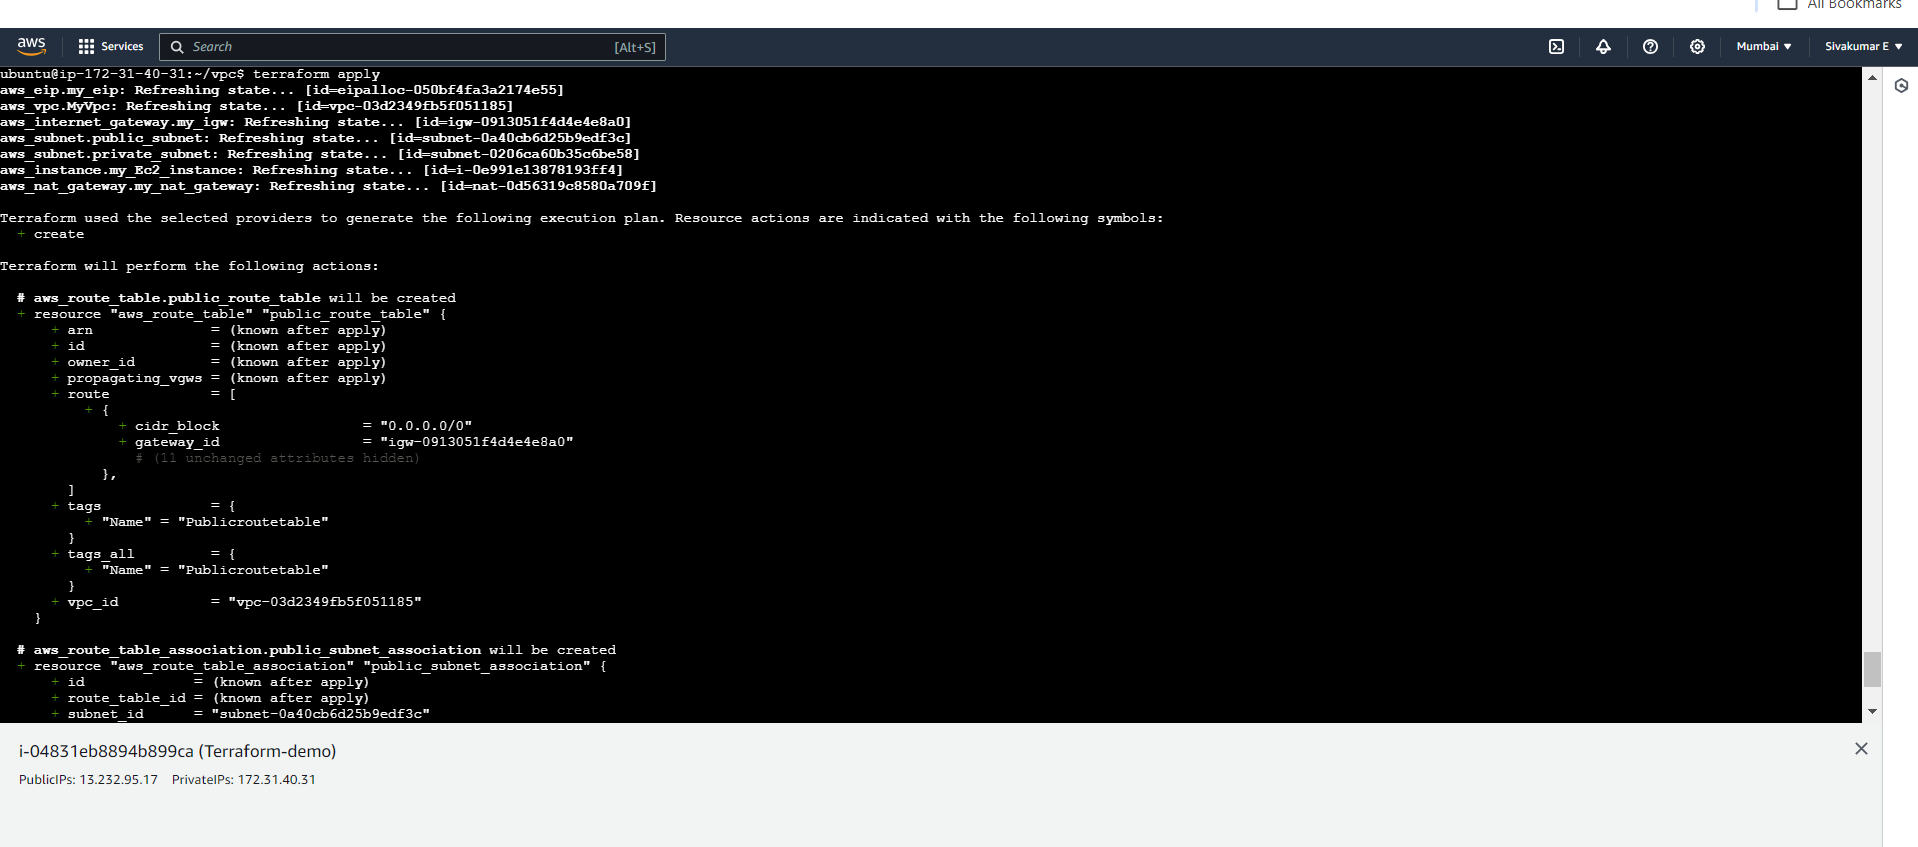 All Bookmarks
aws Services Search [Alt+S] Mumbai ▼ Sivakumar E ▼
ubuntu@ip-172-31-40-31:~/vpc$ terraform apply
aws_eip.my_eip: Refreshing state... [id=eipalloc-050bf4fa3a2174e55]
aws_vpc.MyVpc: Refreshing state... [id=vpc-03d2349fb5f051185]
aws_internet_gateway.my_igw: Refreshing state... [id=igw-0913051f4d4e4e8a0]
aws_subnet.public_subnet: Refreshing state... [id=subnet-0a40cb6d25b9edf3c]
aws_subnet.private_subnet: Refreshing state... [id=subnet-0206ca60b35c6be58]
aws_instance.my_Ec2_instance: Refreshing state... [id=i-0e991e13878193ff4]
aws_nat_gateway.my_nat_gateway: Refreshing state... [id=nat-0d56319c8580a709f]
Terraform used the selected providers to generate the following execution plan. Resource actions are indicated with the following symbols:
+ create
Terraform will perform the following actions:
# aws_route_table.public_route_table will be created
+ resource "aws_route_table" "public_route_table" {
+ arn = (known after apply)
+ id = (known after apply)
+ owner_id = (known after apply)
+ propagating_vgws = (known after apply)
+ route = [
+ {
+ cidr_block = "0.0.0.0/0"
+ gateway_id = "igw-0913051f4d4e4e8a0"
# (11 unchanged attributes hidden)
},
]
+ tags = {
+ "Name" = "Publicroutetable"
}
+ tags_all = {
+ "Name" = "Publicroutetable"
}
+ vpc_id = "vpc-03d2349fb5f051185"
}
# aws_route_table_association.public_subnet_association will be created
+ resource "aws_route_table_association" "public_subnet_association" {
+ id = (known after apply)
+ route_table_id = (known after apply)
+ subnet_id = "subnet-0a40cb6d25b9edf3c"
i-04831eb8894b899ca (Terraform-demo)
PublicIPs: 13.232.95.17 PrivateIPs: 172.31.40.31